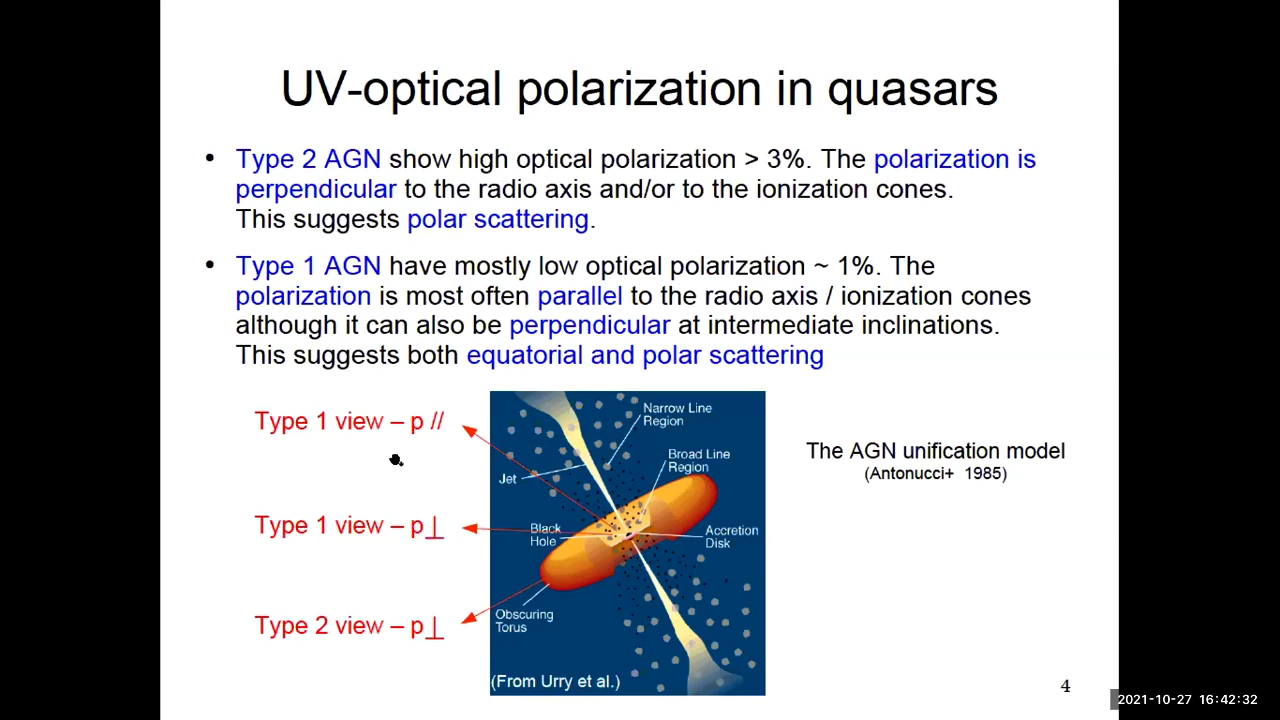 UV-optical polarization in quasars
• Type 2 AGN show high optical polarization > 3%. The polarization is
perpendicular to the radio axis and/or to the ionization cones.
This suggests polar scattering.
• Type 1 AGN have mostly low optical polarization ~ 1%. The
polarization is most often parallel to the radio axis / ionization cones
although it can also be perpendicular at intermediate inclinations.
This suggests both equatorial and polar scattering
Type 1 view – p //
Type 1 view – p⊥
Type 2 view – p⊥
Narrow Line
Region
Broad Line
Region
Jet
Black
Hole
Accretion
Disk
Obscuring
Torus
(From Urry et al.)
The AGN unification model
(Antonucci+ 1985)
4
2021-10-27 16:42:32